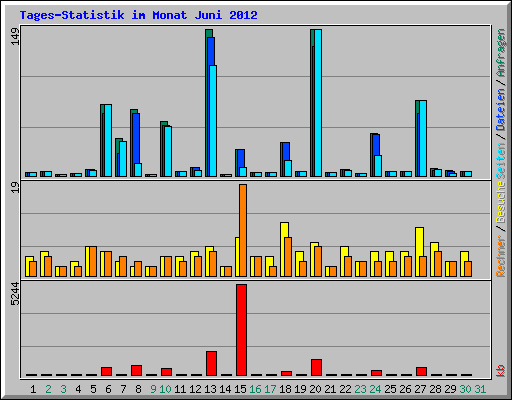 Tages-Statistik im Monat Juni 2012
149
Seiten / Dateien / Anfragen
19
Rechner / Besuche
5244
kb
1 2 3 4 5 6 7 8 9 10 11 12 13 14 15 16 17 18 19 20 21 22 23 24 25 26 27 28 29 30 31